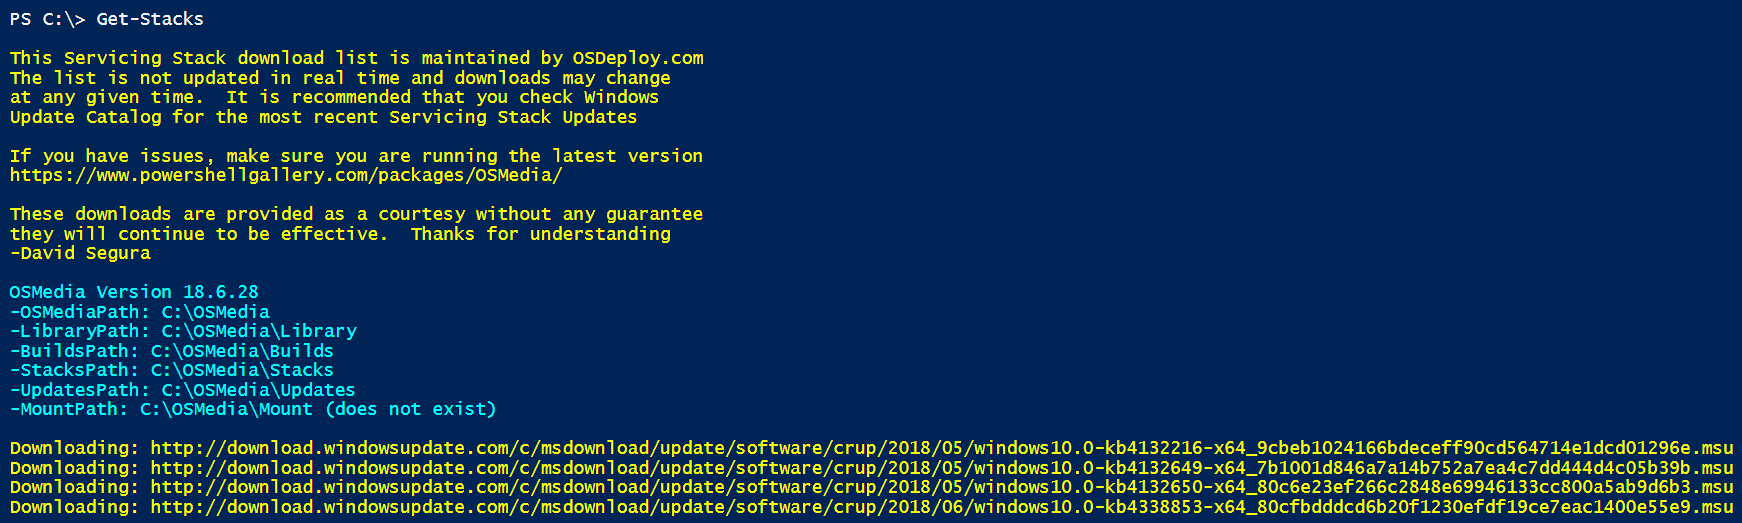 PS C:\> Get-Stacks
This Servicing Stack download list is maintained by OSDeploy.com
The list is not updated in real time and downloads may change
at any given time.  It is recommended that you check Windows
Update Catalog for the most recent Servicing Stack Updates
If you have issues, make sure you are running the latest version
https://www.powershellgallery.com/packages/OSMedia/
These downloads are provided as a courtesy without any guarantee
they will continue to be effective.  Thanks for understanding
-David Segura
OSMedia Version 18.6.28
-OSMediaPath: C:\OSMedia
-LibraryPath: C:\OSMedia\Library
-BuildsPath: C:\OSMedia\Builds
-StacksPath: C:\OSMedia\Stacks
-UpdatesPath: C:\OSMedia\Updates
-MountPath: C:\OSMedia\Mount (does not exist)
Downloading: http://download.windowsupdate.com/c/msdownload/update/software/crup/2018/05/windows10.0-kb4132216-x64_9cbeb1024166bdeceff90cd564714e1dcd01296e.msu
Downloading: http://download.windowsupdate.com/c/msdownload/update/software/crup/2018/05/windows10.0-kb4132649-x64_7b1001d846a7a14b752a7ea4c7dd444d4c05b39b.msu
Downloading: http://download.windowsupdate.com/c/msdownload/update/software/crup/2018/05/windows10.0-kb4132650-x64_80c6e23ef266c2848e69946133cc800a5ab9d6b3.msu
Downloading: http://download.windowsupdate.com/c/msdownload/update/software/crup/2018/06/windows10.0-kb4338853-x64_80cfbdddcd6b20f1230efdf19ce7eac1400e55e9.msu